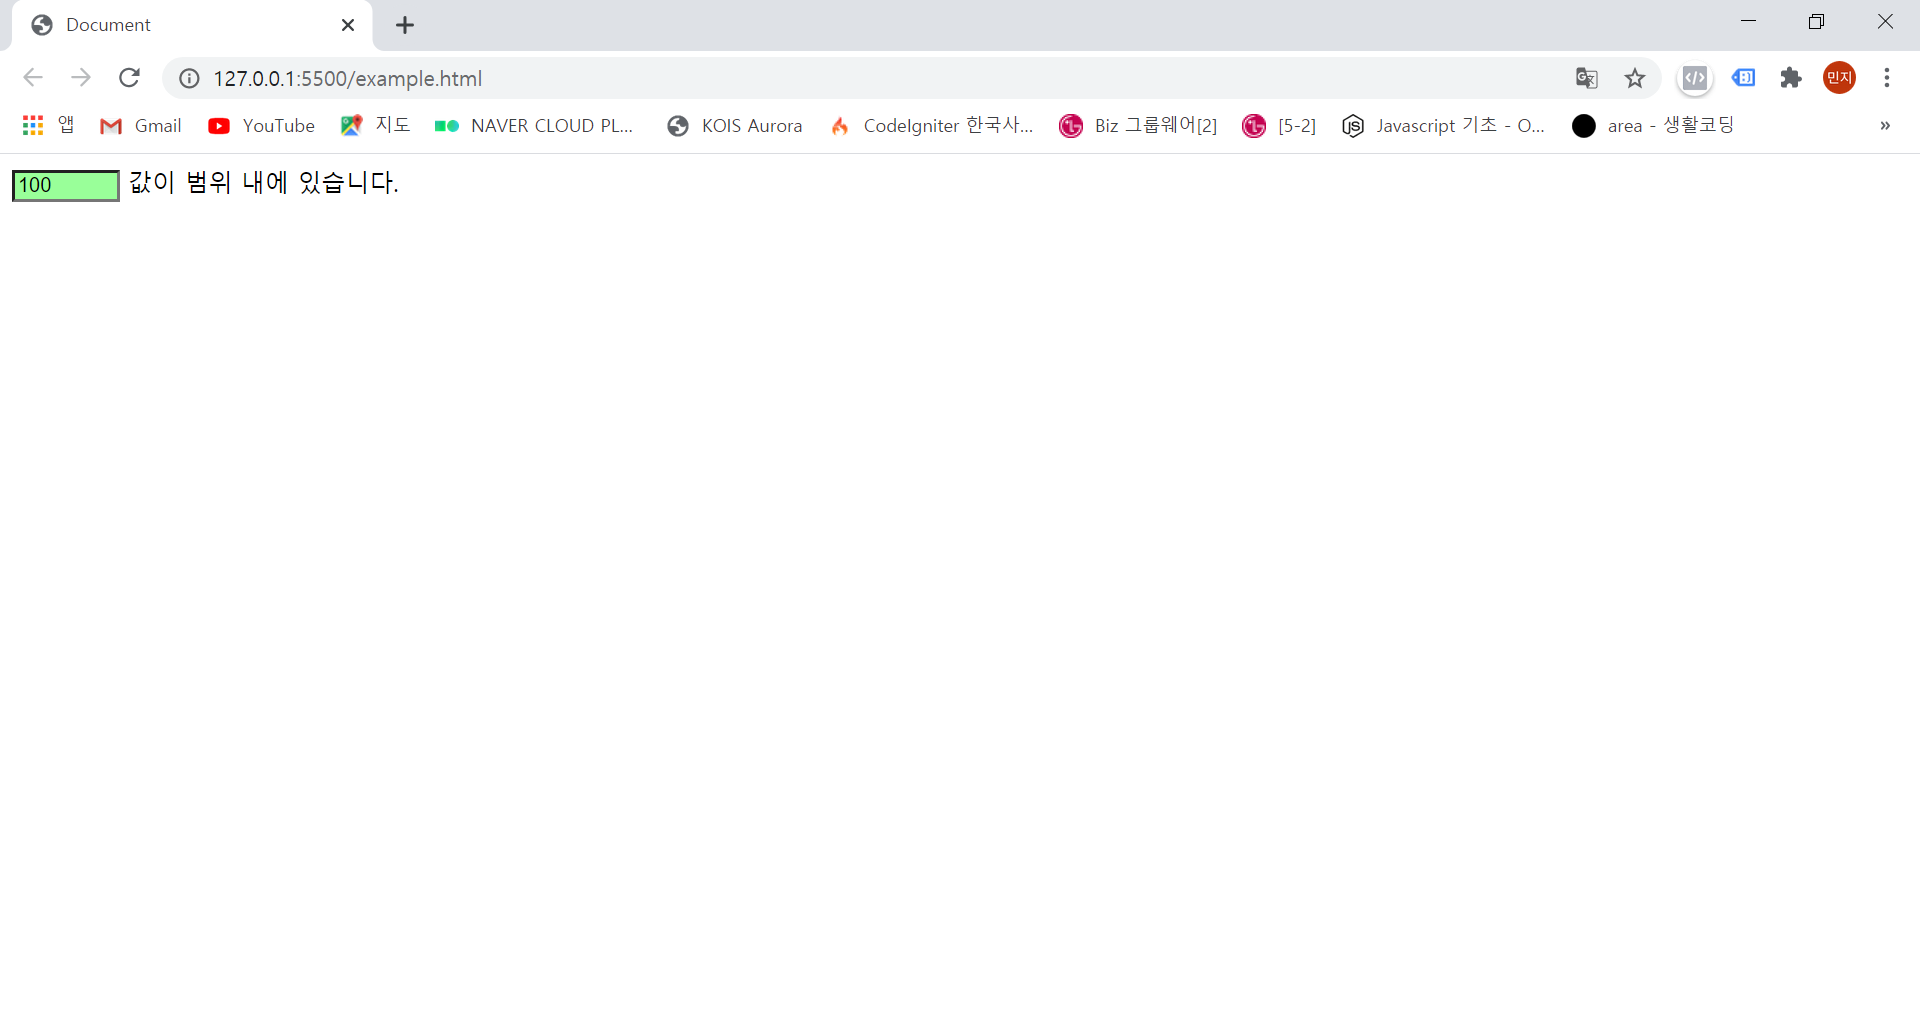 Document
127.0.0.1:5500/example.html
민지
앱 Gmail YouTube 지도 NAVER CLOUD PL... KOIS Aurora CodeIgniter 한국사... Biz 그룹웨어[2] [5-2] Javascript 기초 - O... area - 생활코딩 »
100 값이 범위 내에 있습니다.